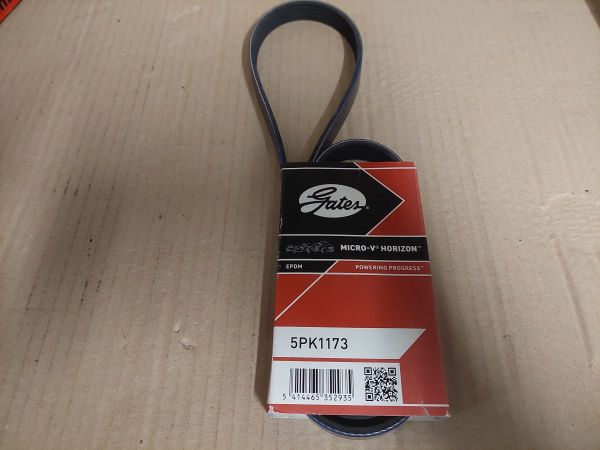 Gates
MICRO-V® HORIZON™
EPDM
POWERING PROGRESS™
5PK1173
5 414465 352935